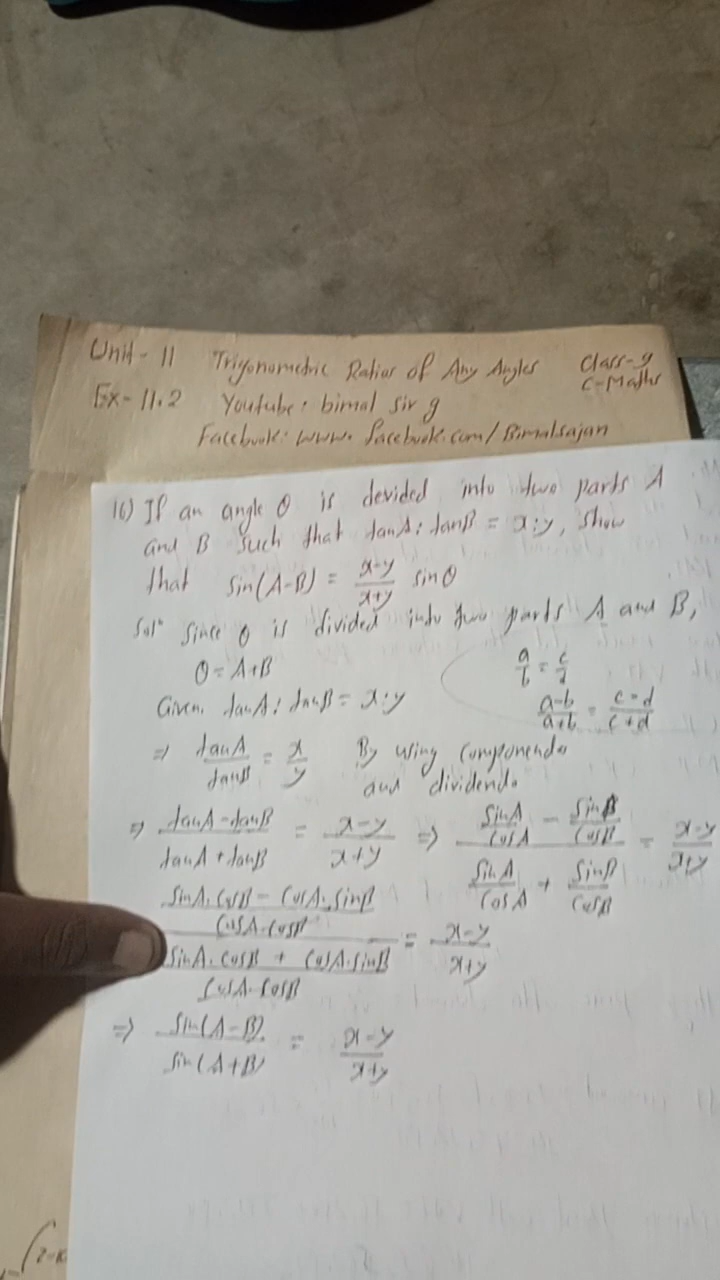 Unit - 11 Trigonometric Ratios of Any Angles Class-9
Ex - 11.2 Youtube: bimal sir g C-Maths
Facebook: www. facebook.com/Bimalsajan
16) If an angle θ is devided into two parts A
and B such that tanA : tanB = x:y, show
that sin(A-B) = x-y/x+y sinθ
Solⁿ Since θ is divided into two parts A and B,
θ = A+B a/b = c/d
Given, tanA : tanB = x:y a-b/a+b = c-d/c+d
⇒ tanA/tanB = x/y By using Componendo
and dividendo
⇒ tanA-tanB/tanA+tanB = x-y/x+y ⇒ (sinA/cosA - sinB/cosB)/(sinA/cosA + sinB/cosB) = x-y/x+y
(sinA.cosB - cosA.sinB/cosA.cosB)/(sinA.cosB + cosA.sinB/cosA.cosB) = x-y/x+y
⇒ sin(A-B)/sin(A+B) = x-y/x+y